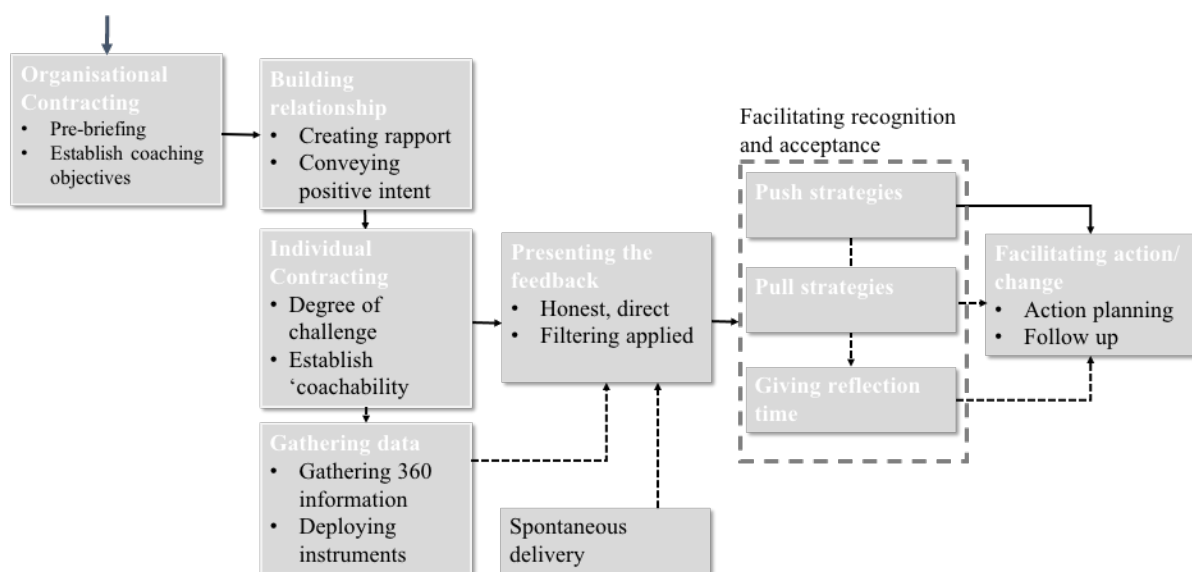 Organisational
Contracting
• Pre-briefing
• Establish coaching
objectives
Building
relationship
• Creating rapport
• Conveying
positive intent
Individual
Contracting
• Degree of
challenge
• Establish
‘coachability
Gathering data
• Gathering 360
information
• Deploying
instruments
Presenting the
feedback
• Honest, direct
• Filtering applied
Spontaneous
delivery
Facilitating recognition
and acceptance
Push strategies
Pull strategies
Giving reflection
time
Facilitating action/
change
• Action planning
• Follow up